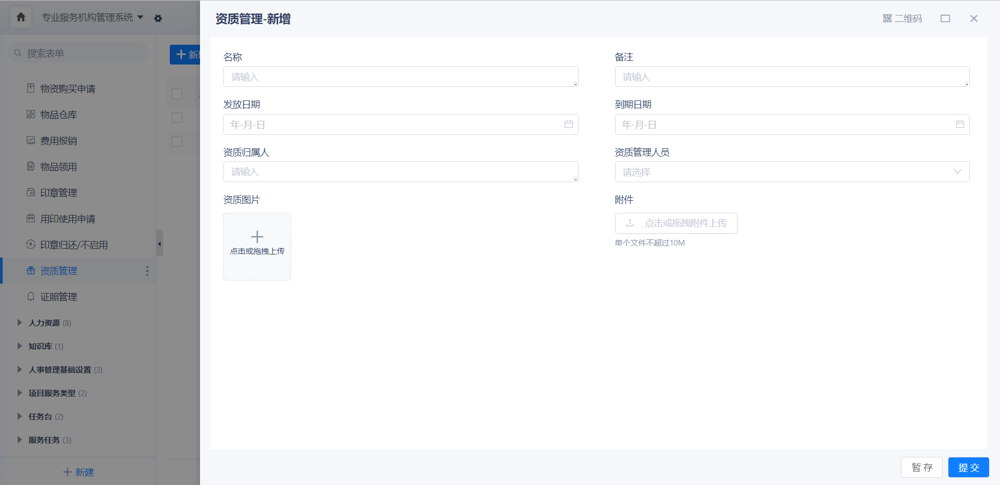 专业服务机构管理系统
搜索表单
物资购买申请
物品仓库
费用报销
物品领用
印章管理
用印使用申请
印章归还/不启用
资质管理
证照管理
人力资源 (8)
知识库 (1)
人事管理基础设置 (3)
项目服务类型 (2)
任务台 (2)
服务任务 (3)
新建
资质管理-新增
二维码
名称
请输入
备注
请输入
发放日期
年-月-日
到期日期
年-月-日
资质归属人
请输入
资质管理人员
请选择
资质图片
点击或拖拽上传
附件
点击或拖拽附件上传
单个文件不超过10M
暂存
提交